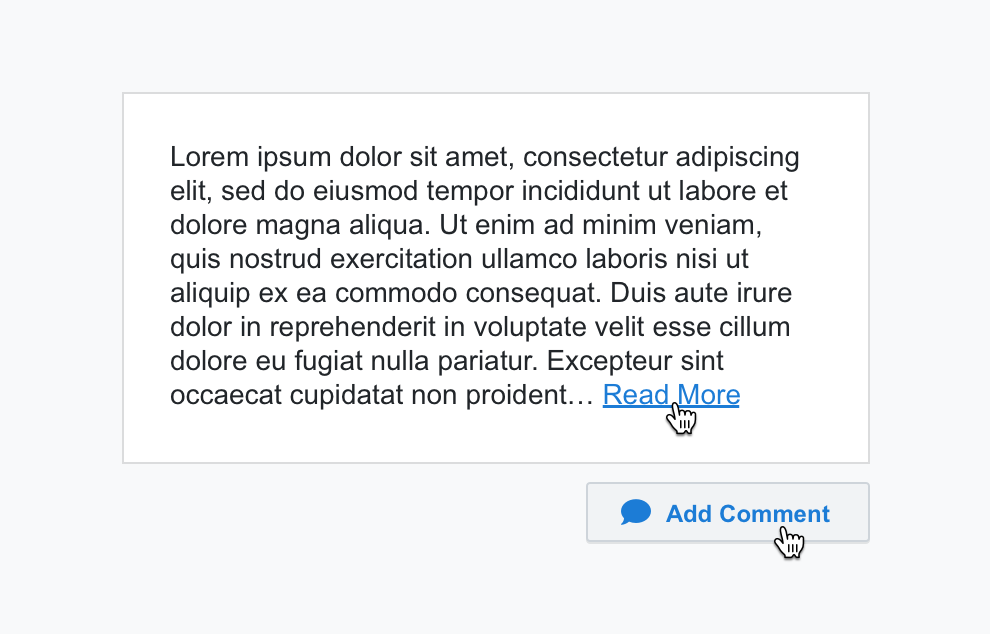 Lorem ipsum dolor sit amet, consectetur adipiscing
elit, sed do eiusmod tempor incididunt ut labore et
dolore magna aliqua. Ut enim ad minim veniam,
quis nostrud exercitation ullamco laboris nisi ut
aliquip ex ea commodo consequat. Duis aute irure
dolor in reprehenderit in voluptate velit esse cillum
dolore eu fugiat nulla pariatur. Excepteur sint
occaecat cupidatat non proident… Read More
Add Comment